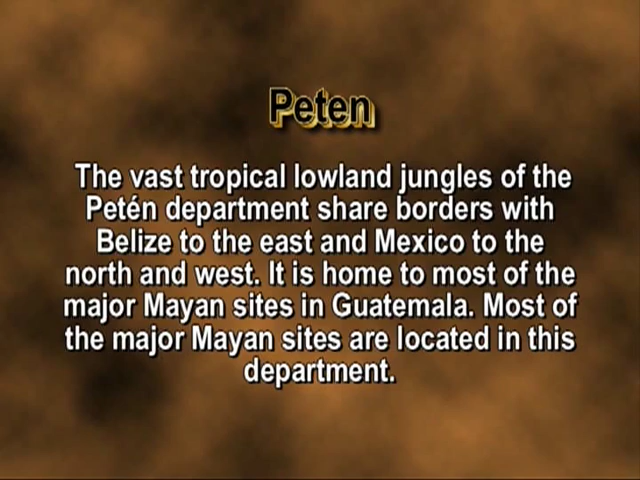 Peten
The vast tropical lowland jungles of the
Petén department share borders with
Belize to the east and Mexico to the
north and west. It is home to most of the
major Mayan sites in Guatemala. Most of
the major Mayan sites are located in this
department.